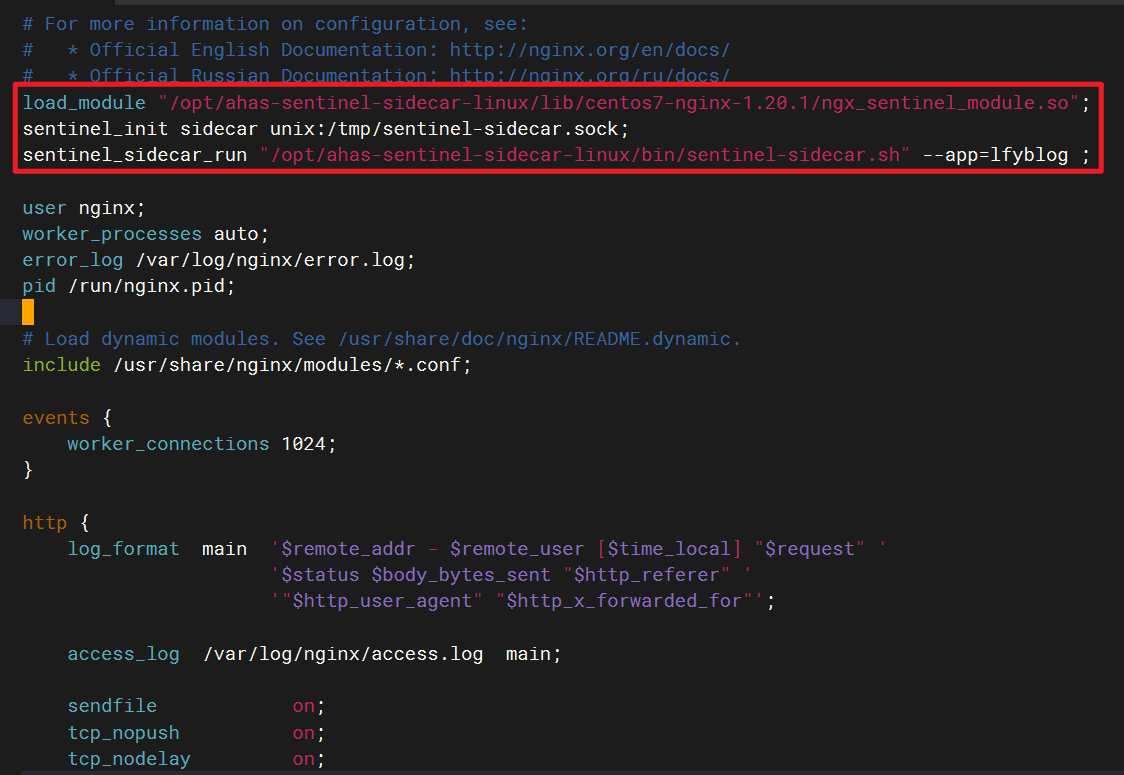 # For more information on configuration, see:
#   * Official English Documentation: http://nginx.org/en/docs/
#   * Official Russian Documentation: http://nginx.org/ru/docs/
load_module "/opt/ahas-sentinel-sidecar-linux/lib/centos7-nginx-1.20.1/ngx_sentinel_module.so";
sentinel_init sidecar unix:/tmp/sentinel-sidecar.sock;
sentinel_sidecar_run "/opt/ahas-sentinel-sidecar-linux/bin/sentinel-sidecar.sh" --app=lfyblog ;
user nginx;
worker_processes auto;
error_log /var/log/nginx/error.log;
pid /run/nginx.pid;
# Load dynamic modules. See /usr/share/doc/nginx/README.dynamic.
include /usr/share/nginx/modules/*.conf;
events {
    worker_connections 1024;
}
http {
    log_format  main  '$remote_addr - $remote_user [$time_local] "$request" '
                      '$status $body_bytes_sent "$http_referer" '
                      '"$http_user_agent" "$http_x_forwarded_for"';
    access_log  /var/log/nginx/access.log  main;
    sendfile            on;
    tcp_nopush          on;
    tcp_nodelay         on;